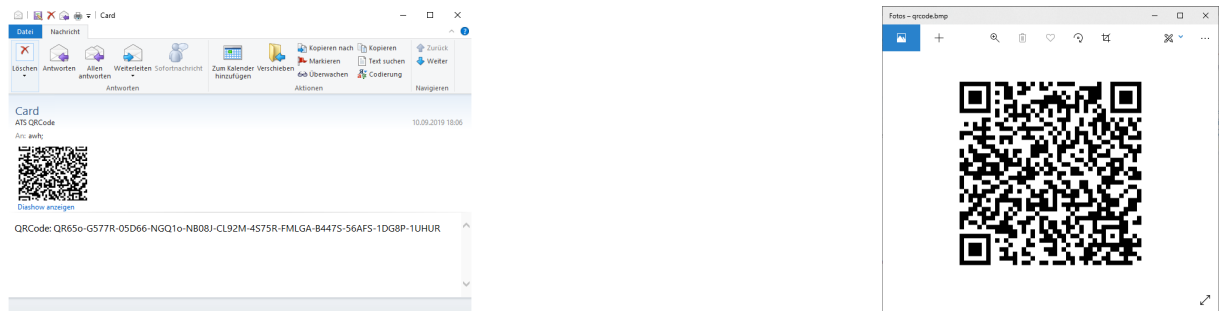 Card
Datei Nachricht
Löschen Antworten Allen antworten Weiterleiten Sofortnachricht Zum Kalender hinzufügen Verschieben
Kopieren nach Kopieren
Markieren Text suchen
Überwachen Codierung
Zurück
Weiter
Antworten Aktionen Navigieren
Card
ATS QRCode 10.09.2019 18:06
An: awh;
Diashow anzeigen
QRCode: QR65o-G577R-05D66-NGQ1o-NB08J-CL92M-4S75R-FMLGA-B447S-56AFS-1DG8P-1UHUR
Fotos – qrcode.bmp